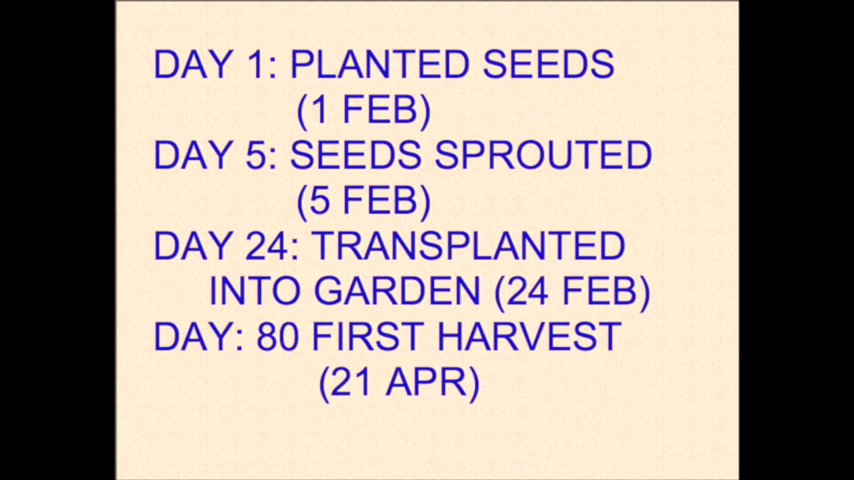 DAY 1: PLANTED SEEDS
(1 FEB)
DAY 5: SEEDS SPROUTED
(5 FEB)
DAY 24: TRANSPLANTED
INTO GARDEN (24 FEB)
DAY: 80 FIRST HARVEST
(21 APR)